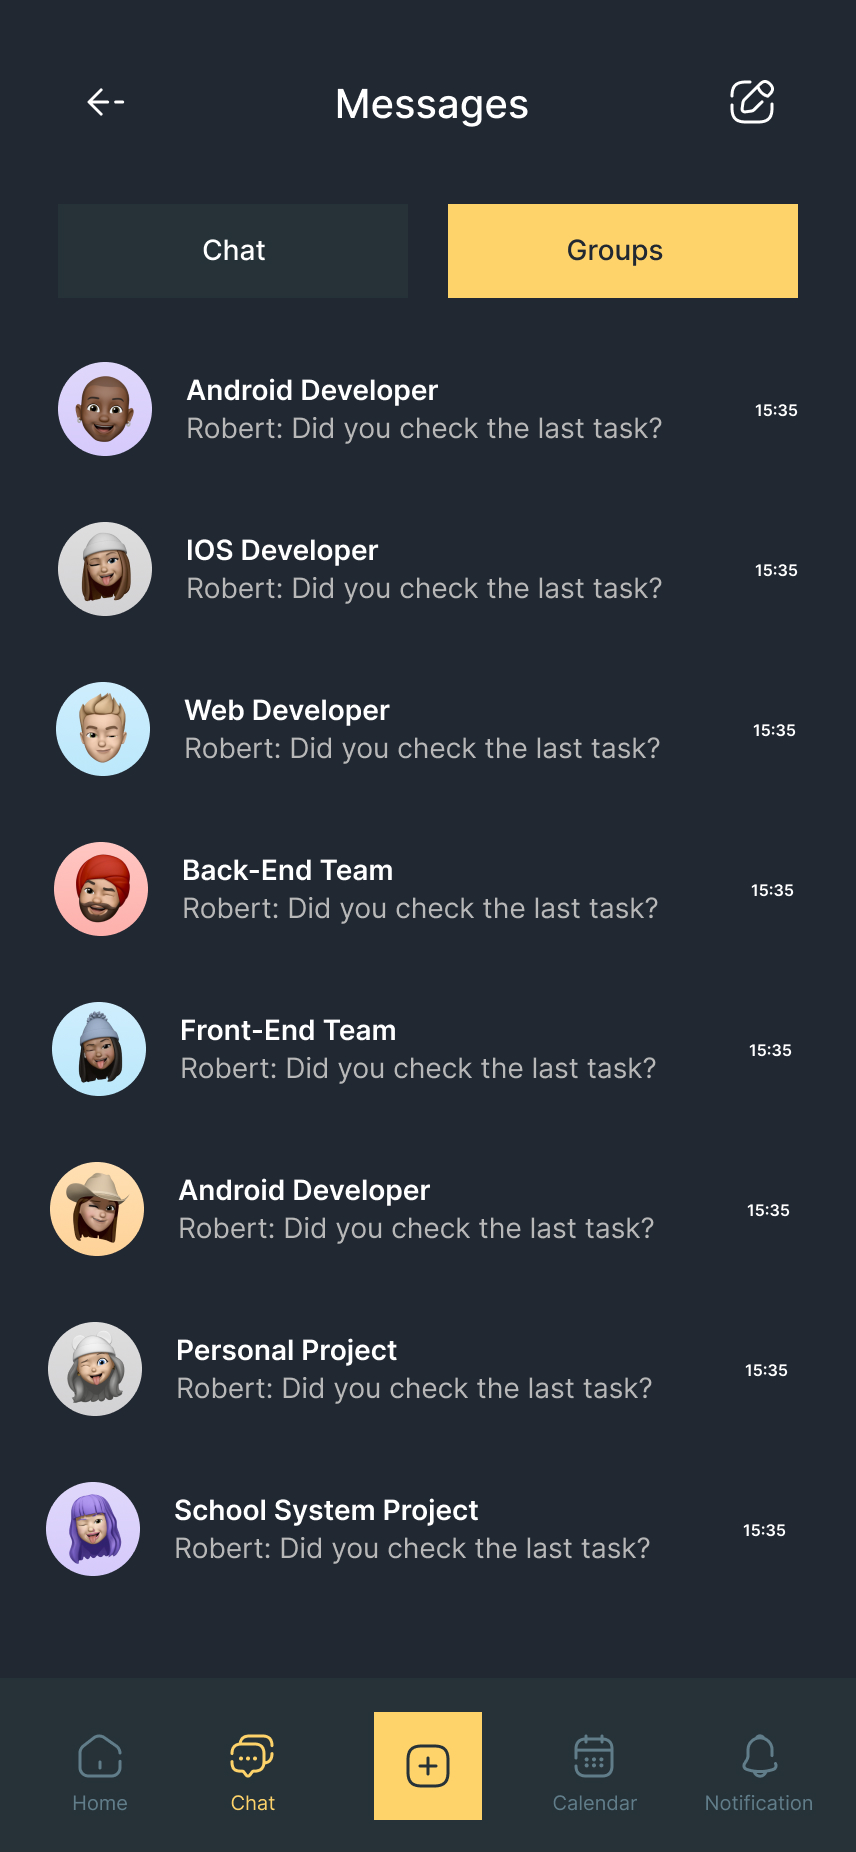 Messages
Chat
Groups
Android Developer
Robert: Did you check the last task?
15:35
IOS Developer
Robert: Did you check the last task?
15:35
Web Developer
Robert: Did you check the last task?
15:35
Back-End Team
Robert: Did you check the last task?
15:35
Front-End Team
Robert: Did you check the last task?
15:35
Android Developer
Robert: Did you check the last task?
15:35
Personal Project
Robert: Did you check the last task?
15:35
School System Project
Robert: Did you check the last task?
15:35
Home
Chat
Calendar
Notification